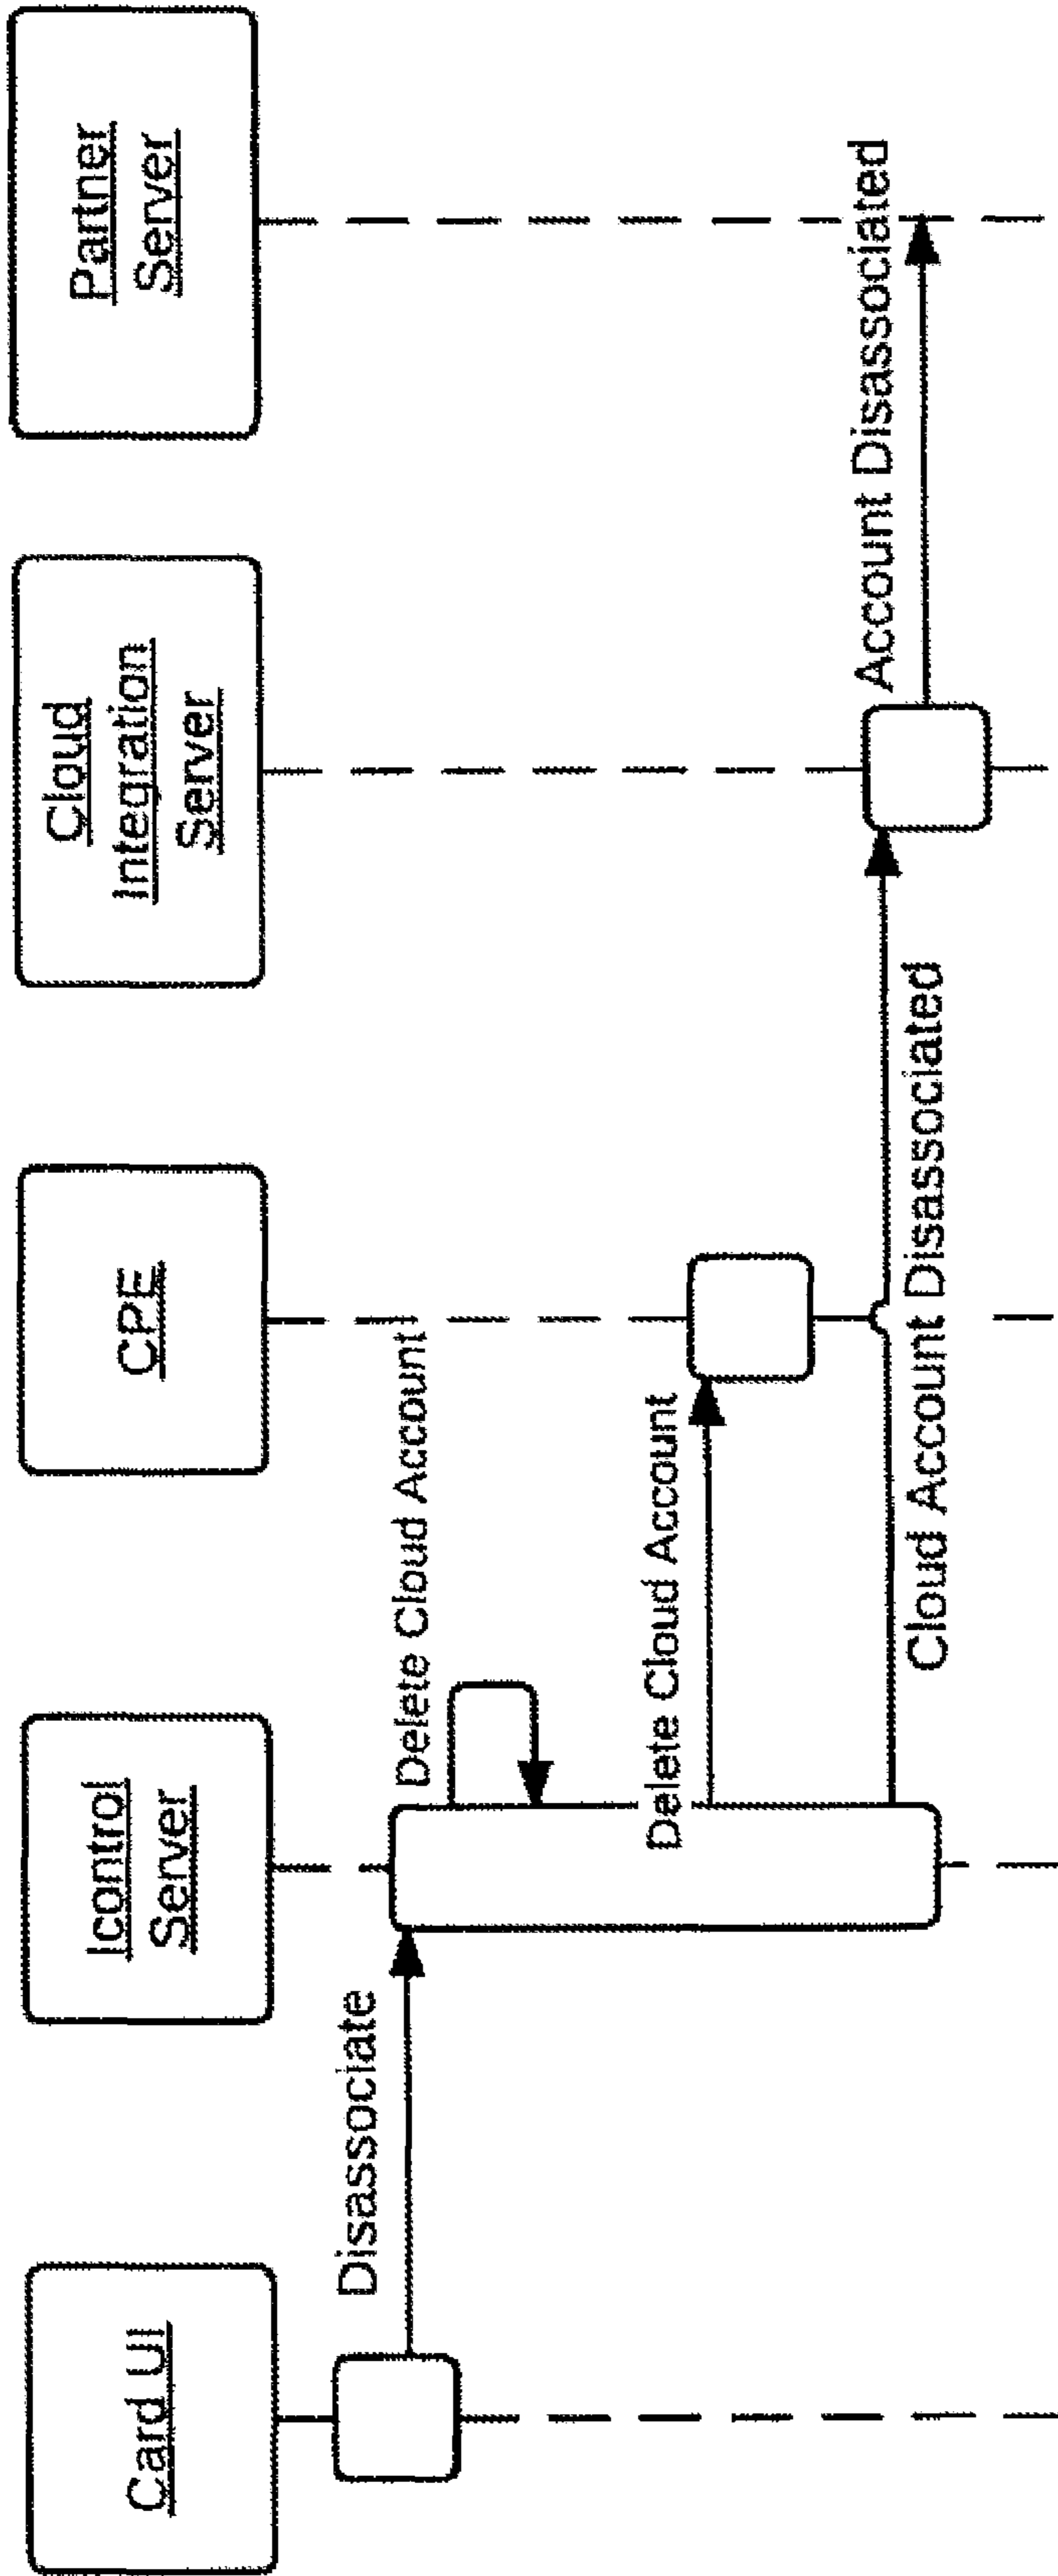 Card UI
Icontrol
Server
CPE
Cloud
Integration
Server
Partner
Server
Disassociate
Delete Cloud Account
Delete Cloud Account
Cloud Account Disassociated
Account Disassociated